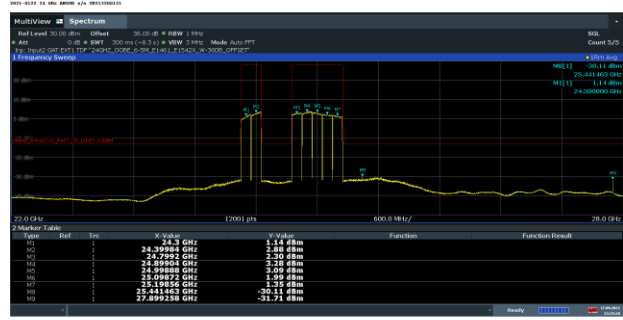 MultiView Spectrum
Ref Level 30.00 dBm Offset 36.00 dB RBW 1 MHz SGL
Att 0 dB SWT 300 ms (~8.3 s) VBW 3 MHz Mode Auto FFT Count 5/5
1 Frequency Sweep 1Rm Avg
M8[1] -30.11 dBm
25.441463 GHz
M1[1] 1.14 dBm
24.300000 GHz
M1 M2 M3 M4 M5 M6 M7
M8
M9
22.0 GHz 12001 pts 600.0 MHz/ 28.0 GHz
2 Marker Table
Type Ref Trc X-Value Y-Value Function Function Result
M1 1 24.3 GHz 1.14 dBm
M2 1 24.39984 GHz 2.88 dBm
M3 1 24.7992 GHz 2.30 dBm
M4 1 24.89904 GHz 3.28 dBm
M5 1 24.99888 GHz 3.09 dBm
M6 1 25.09872 GHz 1.99 dBm
M7 1 25.19856 GHz 1.35 dBm
M8 1 25.441463 GHz -30.11 dBm
M9 1 27.899258 GHz -31.71 dBm
Ready